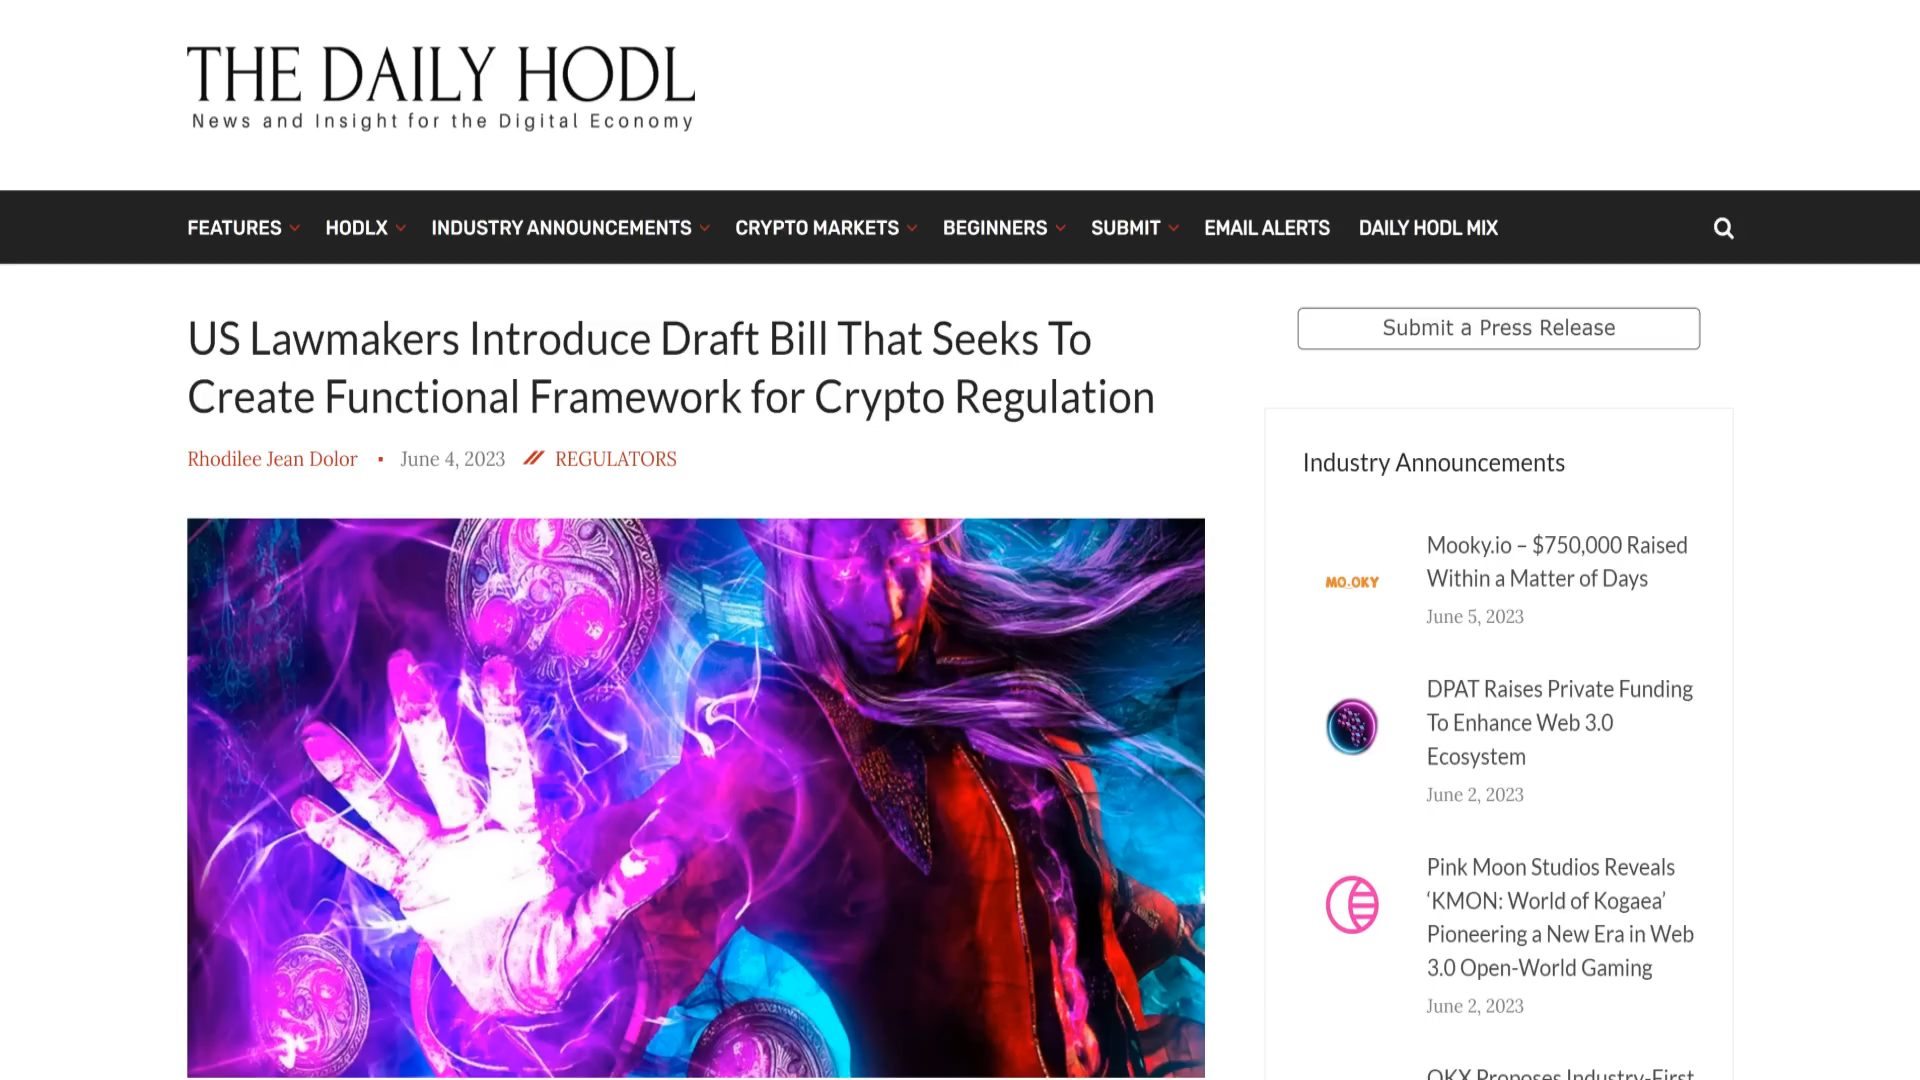 THE DAILY HODL
News and Insight for the Digital Economy
FEATURES HODLX INDUSTRY ANNOUNCEMENTS CRYPTO MARKETS BEGINNERS SUBMIT EMAIL ALERTS DAILY HODL MIX
US Lawmakers Introduce Draft Bill That Seeks To
Create Functional Framework for Crypto Regulation
Rhodilee Jean Dolor ▪ June 4, 2023 // REGULATORS
Submit a Press Release
Industry Announcements
MO_OKY
Mooky.io – $750,000 Raised
Within a Matter of Days
June 5, 2023
DPAT Raises Private Funding
To Enhance Web 3.0
Ecosystem
June 2, 2023
Pink Moon Studios Reveals
‘KMON: World of Kogaea’
Pioneering a New Era in Web
3.0 Open-World Gaming
June 2, 2023
OKX Proposes Industry-First